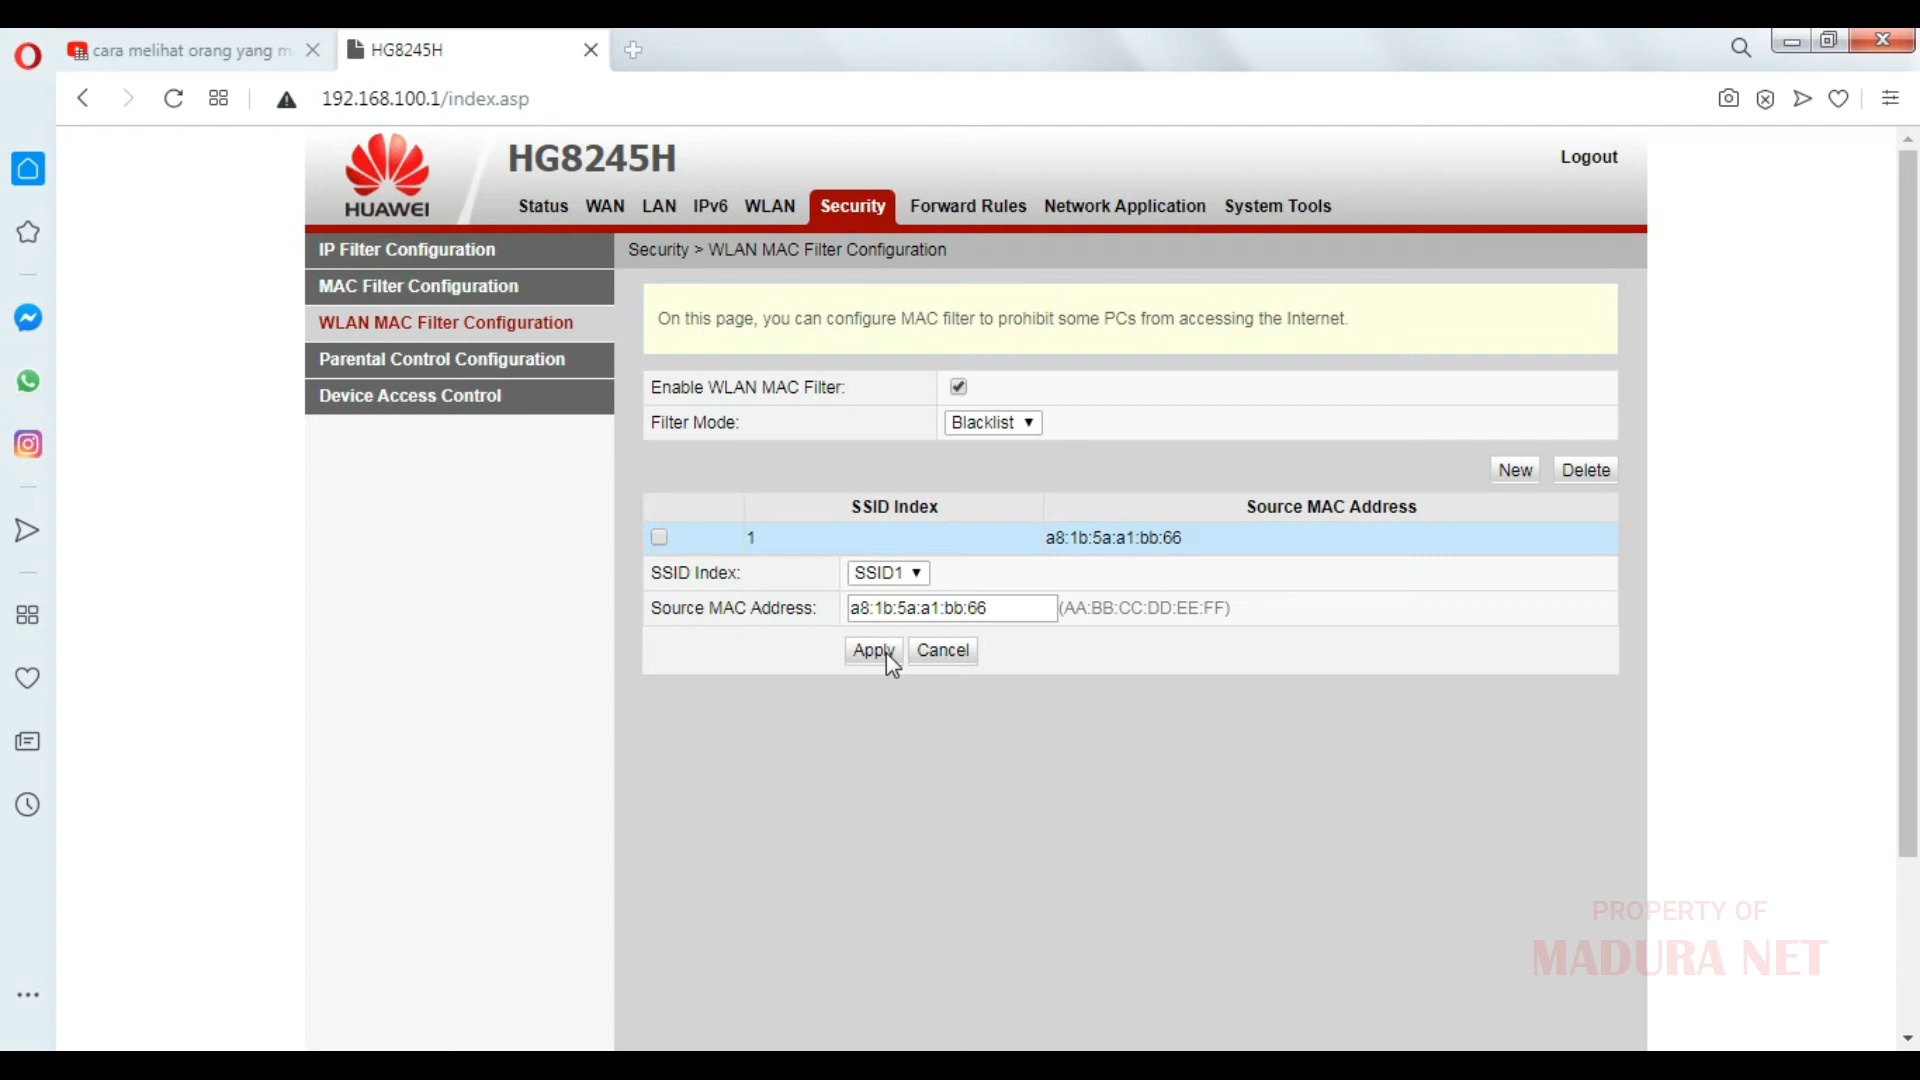 cara melihat orang yang m
HG8245H
192.168.100.1/index.asp
HUAWEI
HG8245H
Logout
Status WAN LAN IPv6 WLAN Security Forward Rules Network Application System Tools
IP Filter Configuration
MAC Filter Configuration
WLAN MAC Filter Configuration
Parental Control Configuration
Device Access Control
Security > WLAN MAC Filter Configuration
On this page, you can configure MAC filter to prohibit some PCs from accessing the Internet.
Enable WLAN MAC Filter:
Filter Mode: Blacklist
New Delete
SSID Index Source MAC Address
1 a8:1b:5a:a1:bb:66
SSID Index: SSID1
Source MAC Address: a8:1b:5a:a1:bb:66 (AA:BB:CC:DD:EE:FF)
Apply Cancel
PROPERTY OF
MADURA NET